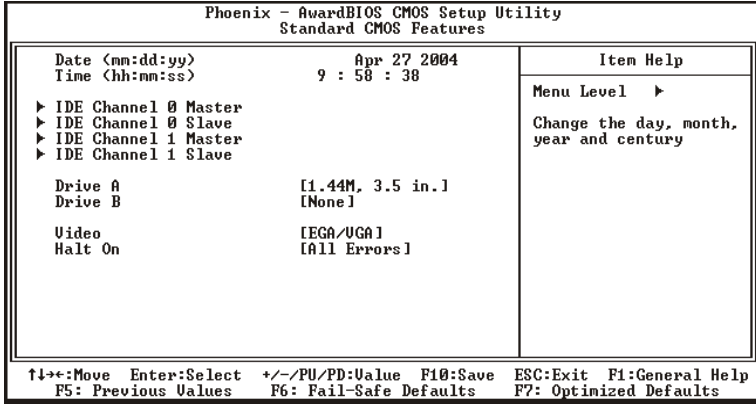 Phoenix - AwardBIOS CMOS Setup Utility
Standard CMOS Features
Date (mm:dd:yy) Apr 27 2004
Time (hh:mm:ss) 9 : 58 : 38
▶ IDE Channel 0 Master
▶ IDE Channel 0 Slave
▶ IDE Channel 1 Master
▶ IDE Channel 1 Slave
Drive A [1.44M, 3.5 in.]
Drive B [None]
Video [EGA/VGA]
Halt On [All Errors]
Item Help
Menu Level ▶
Change the day, month,
year and century
↑↓→←:Move Enter:Select +/-/PU/PD:Value F10:Save ESC:Exit F1:General Help
F5: Previous Values F6: Fail-Safe Defaults F7: Optimized Defaults